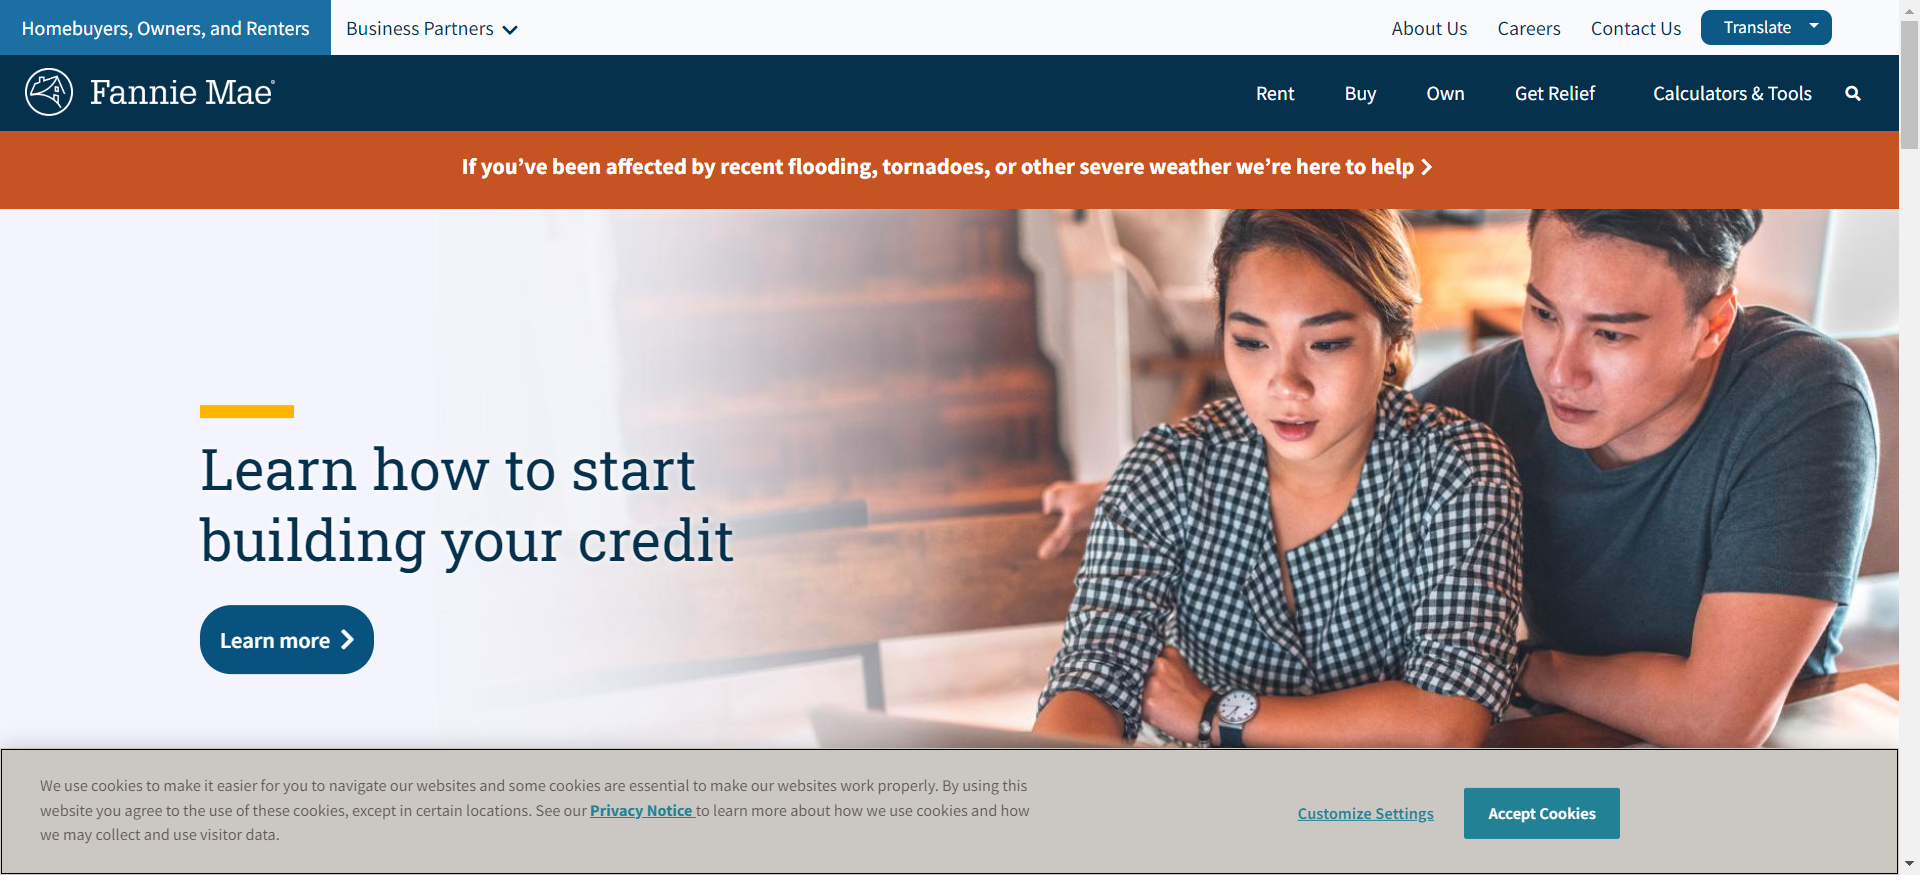 Homebuyers, Owners, and Renters
Business Partners
About Us
Careers
Contact Us
Translate
Fannie Mae®
Rent
Buy
Own
Get Relief
Calculators & Tools
If you’ve been affected by recent flooding, tornadoes, or other severe weather we’re here to help
Learn how to start
building your credit
Learn more
We use cookies to make it easier for you to navigate our websites and some cookies are essential to make our websites work properly. By using this
website you agree to the use of these cookies, except in certain locations. See our Privacy Notice to learn more about how we use cookies and how
we may collect and use visitor data.
Customize Settings
Accept Cookies